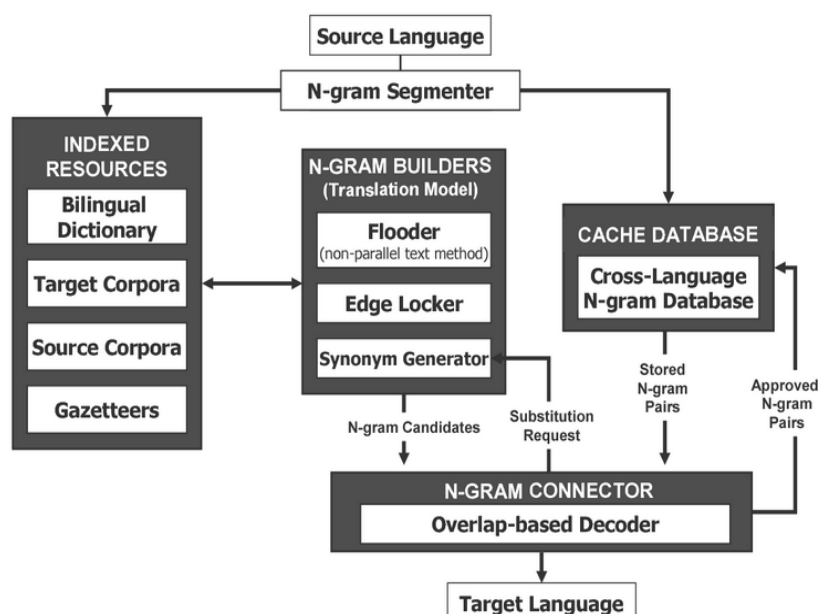 Source Language
N-gram Segmenter
INDEXED
RESOURCES
Bilingual
Dictionary
Target Corpora
Source Corpora
Gazetteers
N-GRAM BUILDERS
(Translation Model)
Flooder
(non-parallel text method)
Edge Locker
Synonym Generator
CACHE DATABASE
Cross-Language
N-gram Database
N-gram Candidates
Substitution
Request
Stored
N-gram
Pairs
Approved
N-gram
Pairs
N-GRAM CONNECTOR
Overlap-based Decoder
Target Language